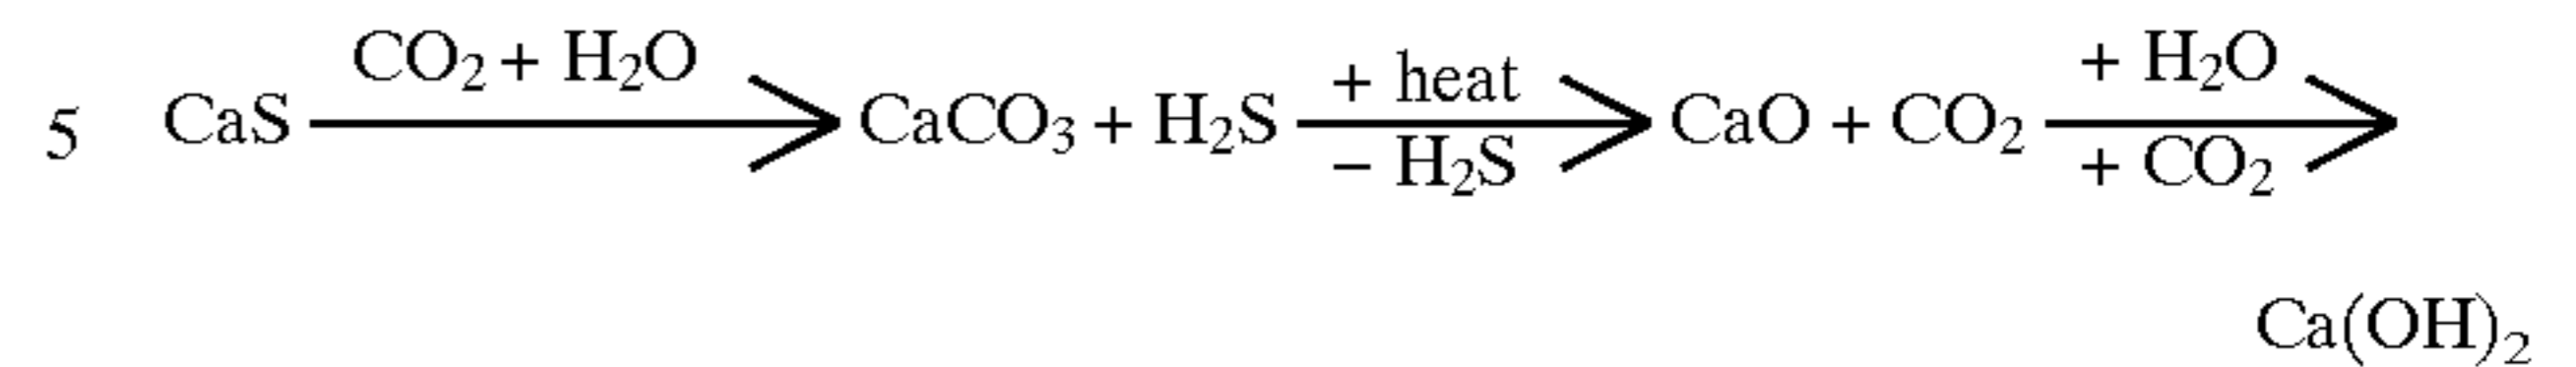 CO₂ + H₂O + heat + H₂O
5 CaS ⟶ CaCO₃ + H₂S ⟶ CaO + CO₂ ⟶
− H₂S + CO₂
Ca(OH)₂